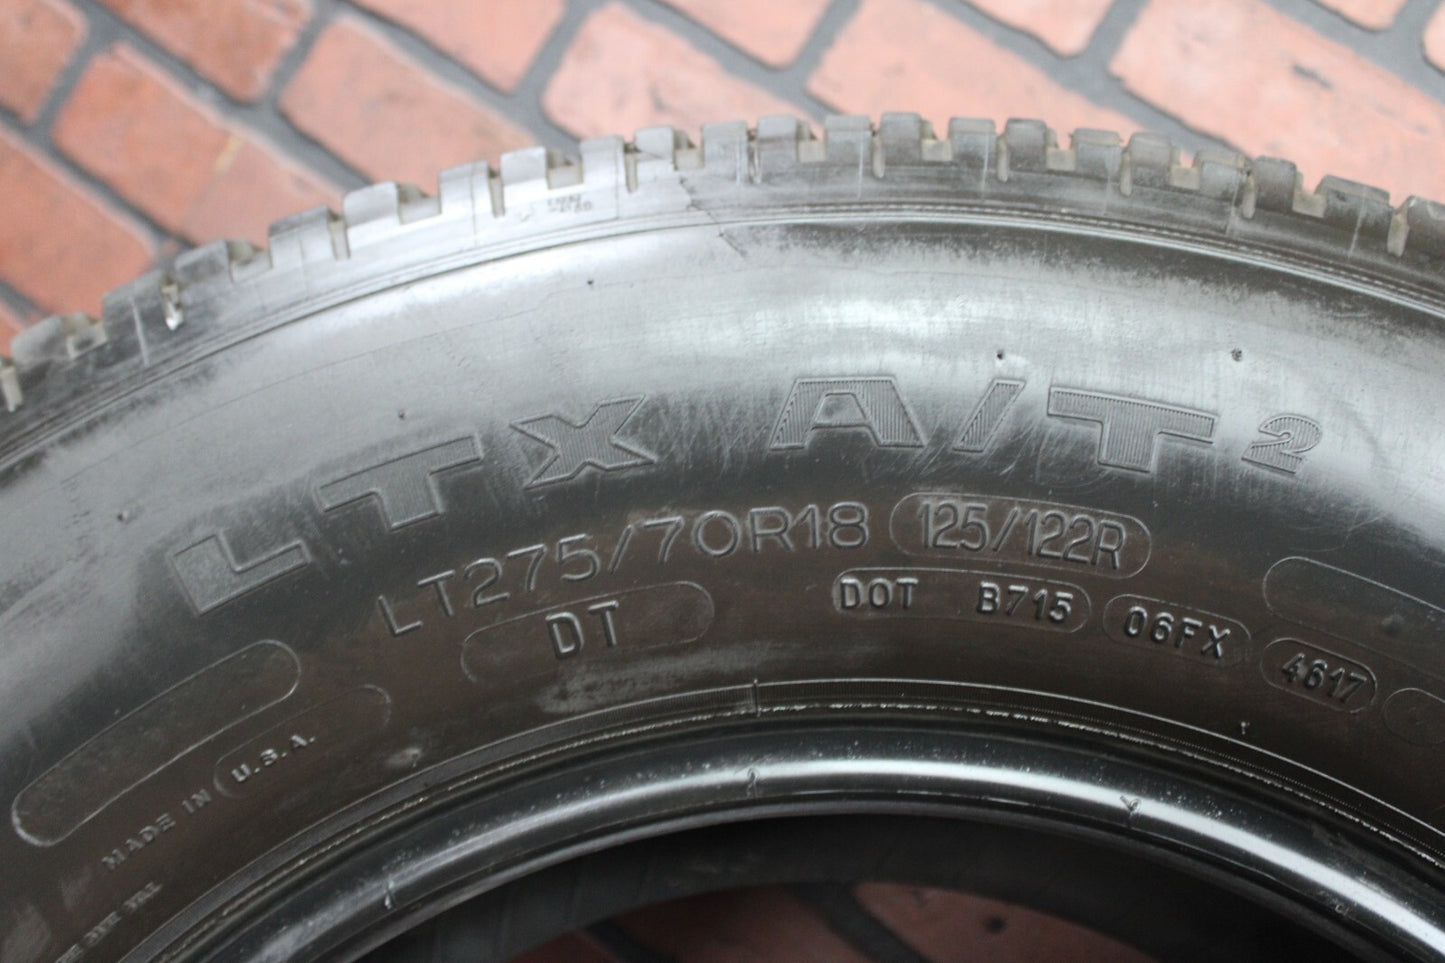 LTX A/T2
LT275/70R18 125/122R
DT
DOT B715 06FX 4617
MADE IN U.S.A.